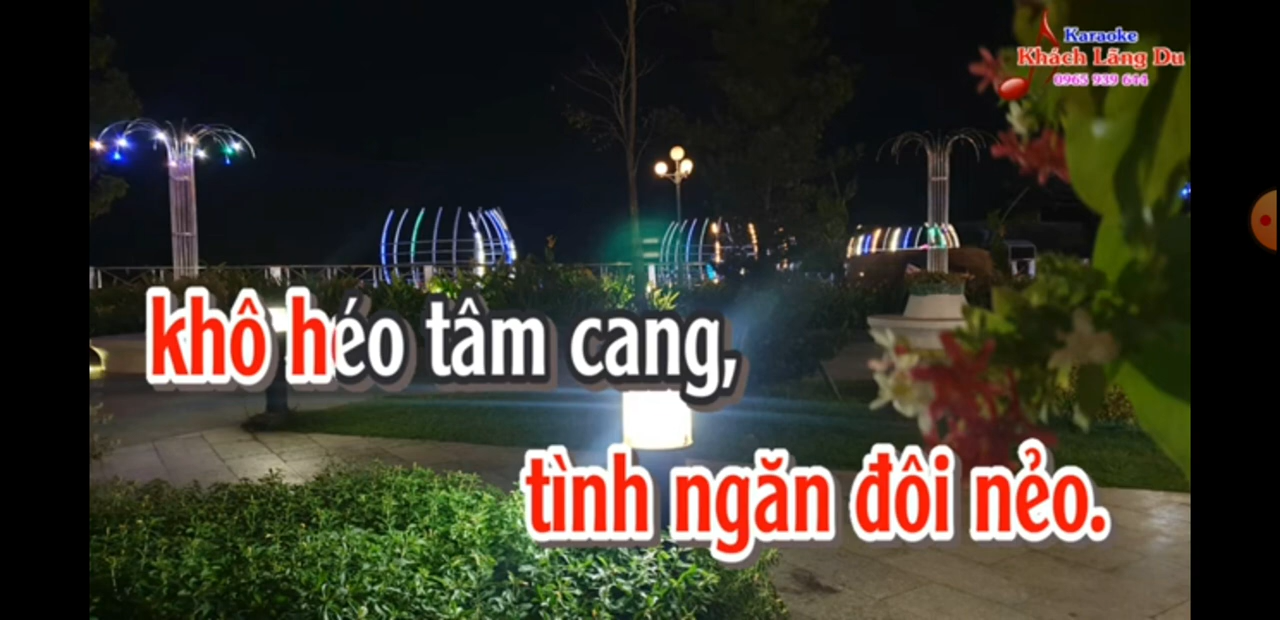 Karaoke
Khách Lãng Du
0965 939 644
khô héo tâm cang,
tình ngăn đôi nẻo.